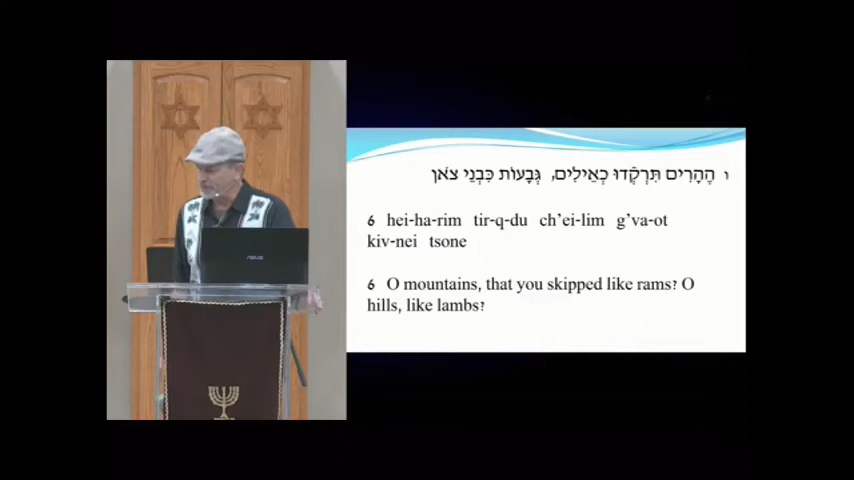 ו הֶהָרִים תִּרְקְדוּ כְאֵילִים, גְּבָעוֹת כִּבְנֵי צֹאן
6 hei-ha-rim tir-q-du ch'ei-lim g'va-ot
kiv-nei tsone
6 O mountains, that you skipped like rams? O
hills, like lambs?
ASUS